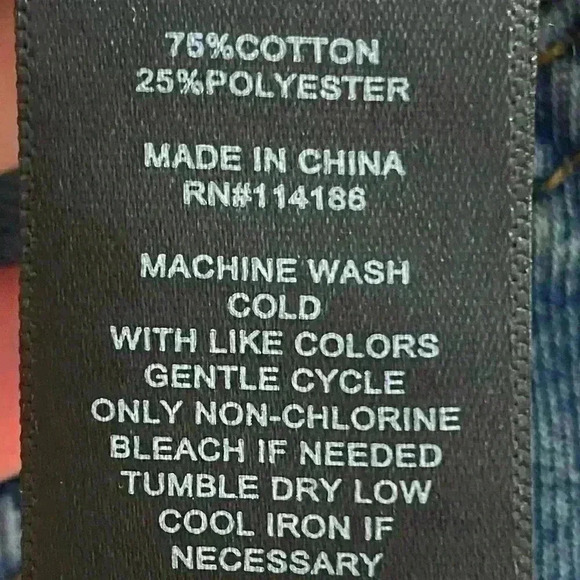 75%COTTON
25%POLYESTER
MADE IN CHINA
RN#114186
MACHINE WASH
COLD
WITH LIKE COLORS
GENTLE CYCLE
ONLY NON-CHLORINE
BLEACH IF NEEDED
TUMBLE DRY LOW
COOL IRON IF
NECESSARY